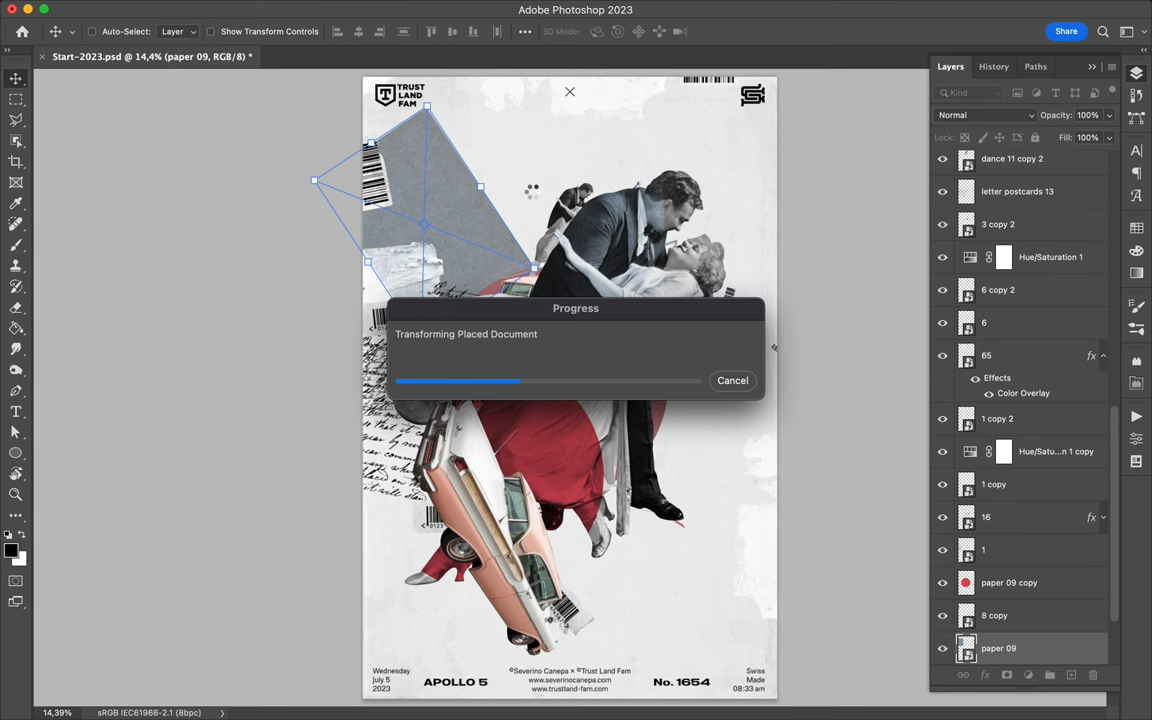 Adobe Photoshop 2023
Auto-Select:
Layer
Show Transform Controls
3D Mode:
Share
Start-2023.psd @ 14,4% (paper 09, RGB/8) *
TRUST
LAND
FAM
Progress
Transforming Placed Document
Cancel
Wednesday
July 5
2023
APOLLO 5
©Severino Canepa × ©Trust Land Fam
www.severinocanepa.com
www.trustland-fam.com
No. 1654
Swiss
Made
08:33 am
Layers
History
Paths
Kind
Normal
Opacity: 100%
Lock:
Fill: 100%
dance 11 copy 2
letter postcards 13
3 copy 2
Hue/Saturation 1
6 copy 2
6
65
fx
Effects
Color Overlay
1 copy 2
Hue/Satu...n 1 copy
1 copy
16
fx
1
paper 09 copy
8 copy
paper 09
fx
14,39%
sRGB IEC61966-2.1 (8bpc)